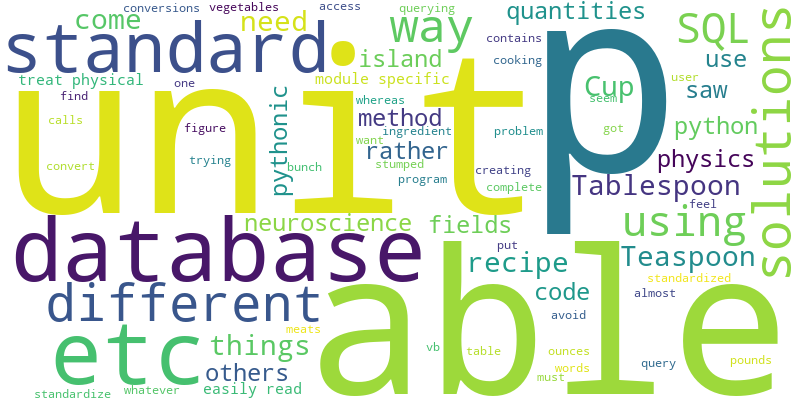 conversions vegetables access querying
come need way quantities SQL
standard island contains use
treat physical module specific cooking Cup saw
find one whereas seem user
unit p
calls figure method ingredient problem got python
pythonic want rather physics
convert trying bunch stumped creating
program complete Tablespoon
feel solutions
database neuroscience fields using
put recipe Teaspoon
different code standardized
almost
able
etc meats avoid
things vb table ounces
others words query pounds
standardize whatever easily read must